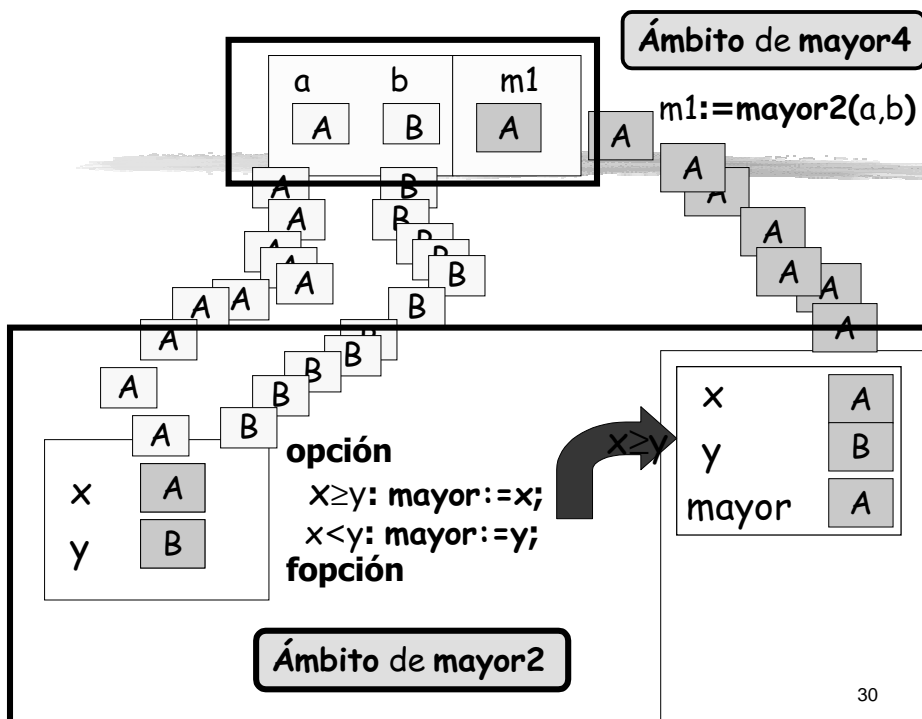 Ámbito de mayor4
a b m1
A B A
m1:=mayor2(a,b)
A
A B A
A B A
A B A
A B A
A B A
A A B A
A B A
A B
B
A B
A B
x A
y B
opción
x≥y: mayor:=x;
x<y: mayor:=y;
fopción
x≥y
x A
y B
mayor A
Ámbito de mayor2
30